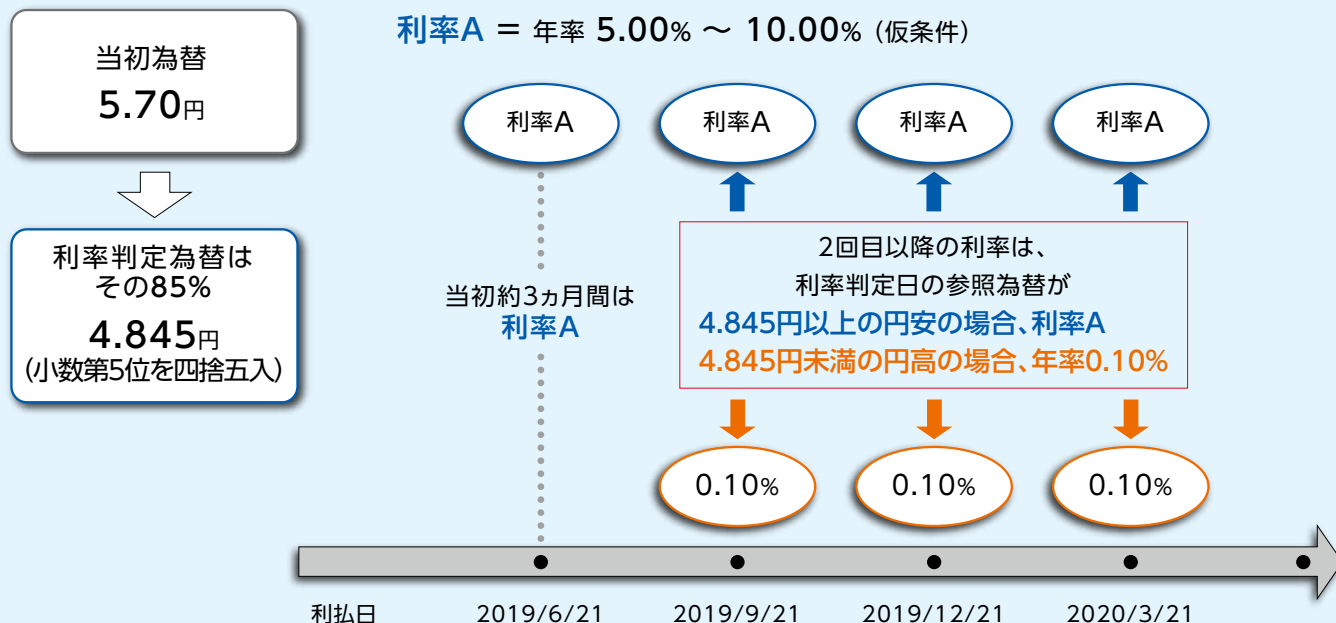 利率A = 年率 5.00% ～ 10.00%（仮条件）
当初為替
5.70円
利率判定為替は
その85%
4.845円
（小数第5位を四捨五入）
利率A
利率A
利率A
利率A
当初約3ヵ月間は
利率A
2回目以降の利率は、
利率判定日の参照為替が
4.845円以上の円安の場合、利率A
4.845円未満の円高の場合、年率0.10%
0.10%
0.10%
0.10%
利払日
2019/6/21
2019/9/21
2019/12/21
2020/3/21